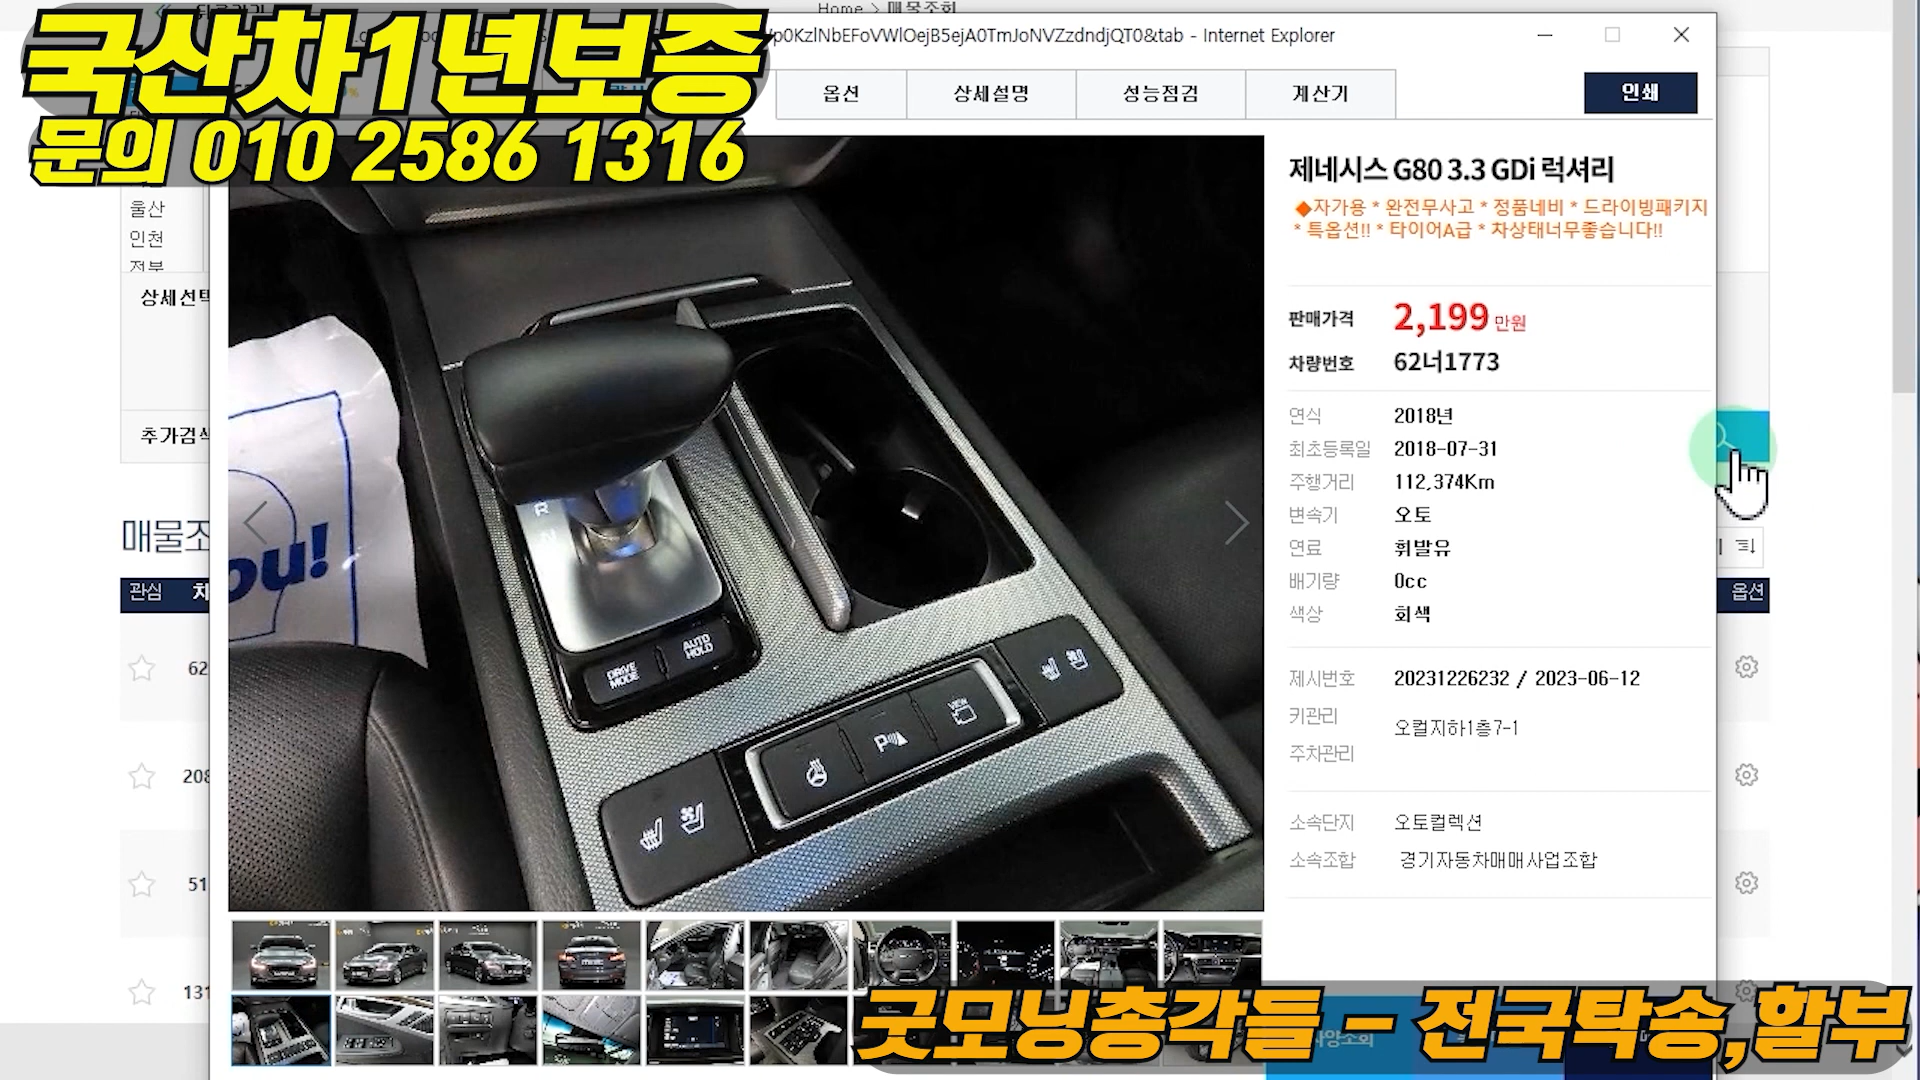 Home > 매물조회
국산차1년보증
문의 010 2586 1316
/p0KzlNbEFoVWlOejB5ejA0TmJoNVZzdndjQT0&tab - Internet Explorer
옵션
상세설명
성능점검
계산기
인쇄
울산
인천
전북
상세선택
추가검색
매물조
관심
차
옵션
62
208
51
131
제네시스 G80 3.3 GDi 럭셔리
◆자가용 * 완전무사고 * 정품네비 * 드라이빙패키지
* 특옵션!! * 타이어A급 * 차상태너무좋습니다!!
판매가격 2,199 만원
차량번호 62너1773
연식 2018년
최초등록일 2018-07-31
주행거리 112,374Km
변속기 오토
연료 휘발유
배기량 0cc
색상 회색
제시번호 20231226232 / 2023-06-12
키관리 오컬지하1층7-1
주차관리
소속단지 오토컬렉션
소속조합 경기자동차매매사업조합
ou!
R
N
DRIVE MODE
AUTO HOLD
VIEW
P
굿모닝총각들 - 전국탁송,할부